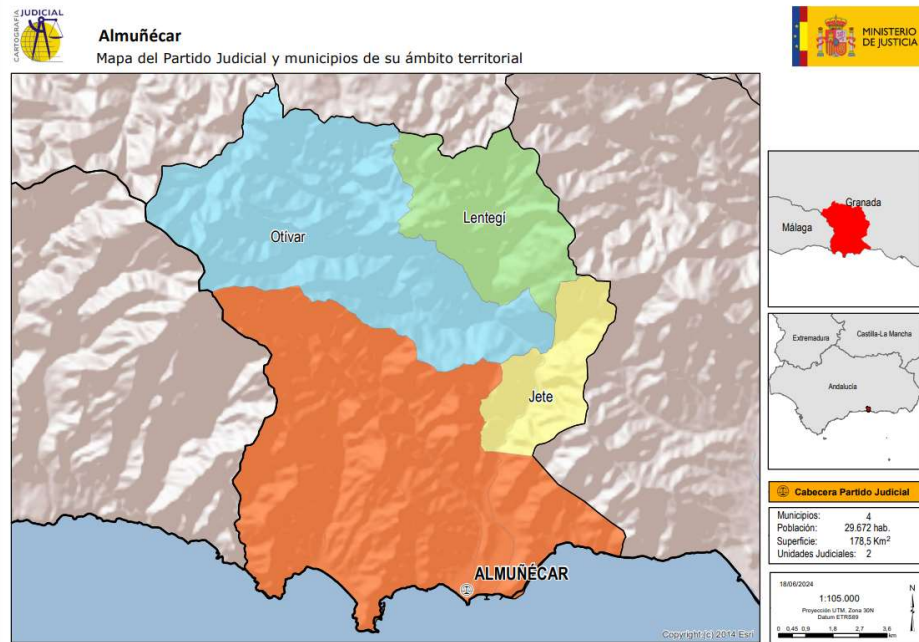 CARTOGRAFÍA
JUDICIAL
Almuñécar
Mapa del Partido Judicial y municipios de su ámbito territorial
MINISTERIO
DE JUSTICIA
Otívar
Lentegí
Jete
ALMUÑÉCAR
Copyright:(c) 2014 Esri
Granada
Málaga
Extremadura
Castilla-La Mancha
Andalucía
Cabecera Partido Judicial
Municipios: 4
Población: 29.672 hab.
Superficie: 178,5 Km²
Unidades Judiciales: 2
18/06/2024
1:105.000
Proyección UTM. Zona 30N
Datum ETRS89
N
0 0,45 0,9 1,8 2,7 3,6
km